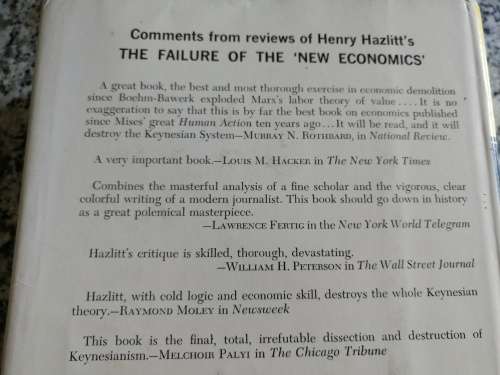 Comments from reviews of Henry Hazlitt's
THE FAILURE OF THE 'NEW ECONOMICS'
A great book, the best and most thorough exercise in economic demolition
since Boehm-Bawerk exploded Marx's labor theory of value .... It is no
exaggeration to say that this is by far the best book on economics published
since Mises' great Human Action ten years ago... It will be read, and it will
destroy the Keynesian System—MURRAY N. ROTHBARD, in National Review.
A very important book.—LOUIS M. HACKER in The New York Times
Combines the masterful analysis of a fine scholar and the vigorous, clear
colorful writing of a modern journalist. This book should go down in history
as a great polemical masterpiece.
—LAWRENCE FERTIG in the New York World Telegram
Hazlitt's critique is skilled, thorough, devastating.
—WILLIAM H. PETERSON in The Wall Street Journal
Hazlitt, with cold logic and economic skill, destroys the whole Keynesian
theory.—RAYMOND MOLEY in Newsweek
This book is the final, total, irrefutable dissection and destruction of
Keynesianism.—MELCHOIR PALYI in The Chicago Tribune